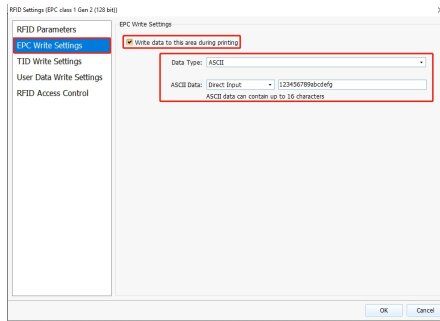 RFID Settings (EPC class 1 Gen 2 (128 bit))
RFID Parameters
EPC Write Settings
TID Write Settings
User Data Write Settings
RFID Access Control
EPC Write Settings
Write data to this area during printing
Data Type: ASCII
ASCII Data: Direct Input 123456789abcdefg
ASCII data can contain up to 16 characters
OK Cancel